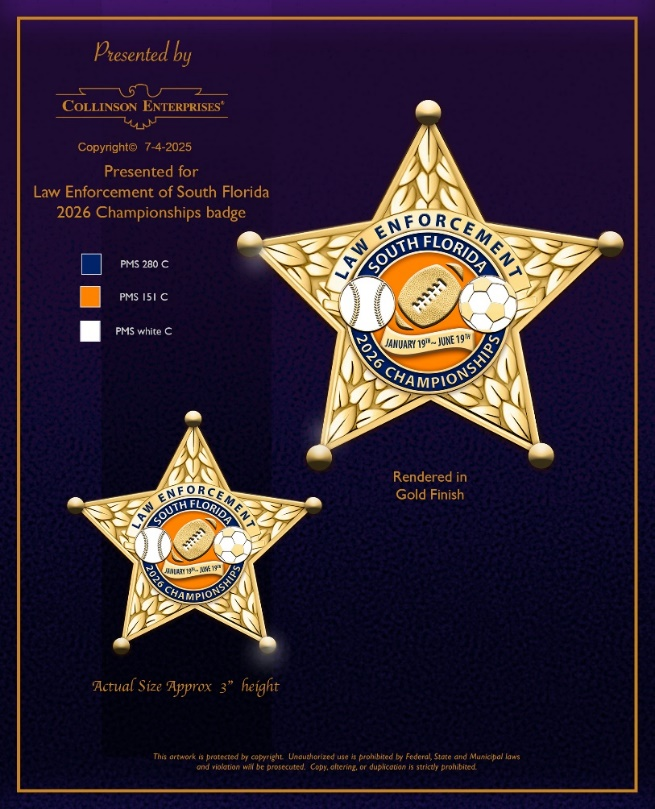 Presented by
COLLINSON ENTERPRISES®
Copyright© 7-4-2025
Presented for
Law Enforcement of South Florida
2026 Championships badge
PMS 280 C
PMS 151 C
PMS white C
LAW ENFORCEMENT
SOUTH FLORIDA
JANUARY 19TH ~ JUNE 19TH
2026 CHAMPIONSHIPS
Rendered in
Gold Finish
LAW ENFORCEMENT
SOUTH FLORIDA
JANUARY 19TH ~ JUNE 19TH
2026 CHAMPIONSHIPS
Actual Size Approx 3" height
This artwork is protected by copyright. Unauthorized use is prohibited by Federal, State and Municipal laws
and violation will be prosecuted. Copy, altering, or duplication is strictly prohibited.